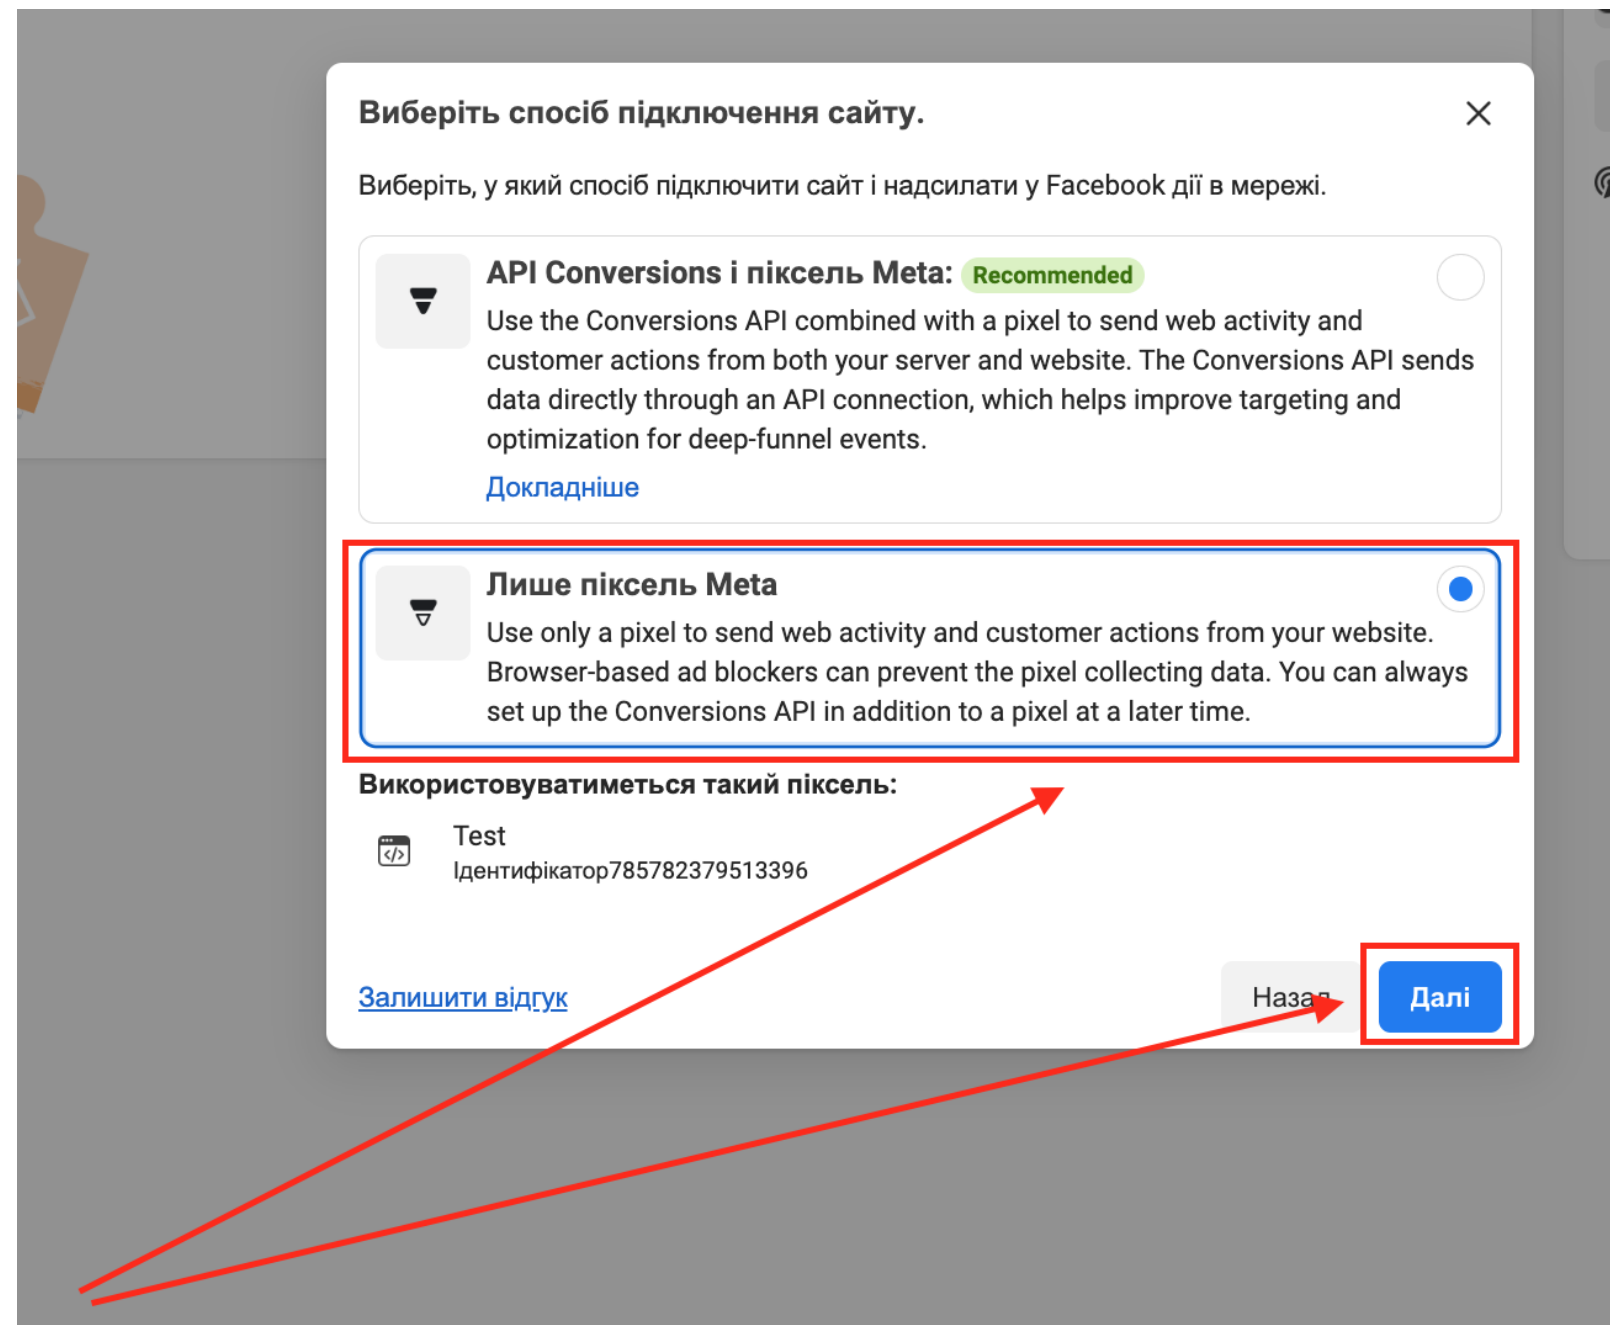 Виберіть спосіб підключення сайту.
Виберіть, у який спосіб підключити сайт і надсилати у Facebook дії в мережі.
API Conversions і піксель Meta: Recommended
Use the Conversions API combined with a pixel to send web activity and
customer actions from both your server and website. The Conversions API sends
data directly through an API connection, which helps improve targeting and
optimization for deep-funnel events.
Докладніше
Лише піксель Meta
Use only a pixel to send web activity and customer actions from your website.
Browser-based ad blockers can prevent the pixel collecting data. You can always
set up the Conversions API in addition to a pixel at a later time.
Використовуватиметься такий піксель:
Test
Ідентифікатор785782379513396
Залишити відгук
Назад
Далі